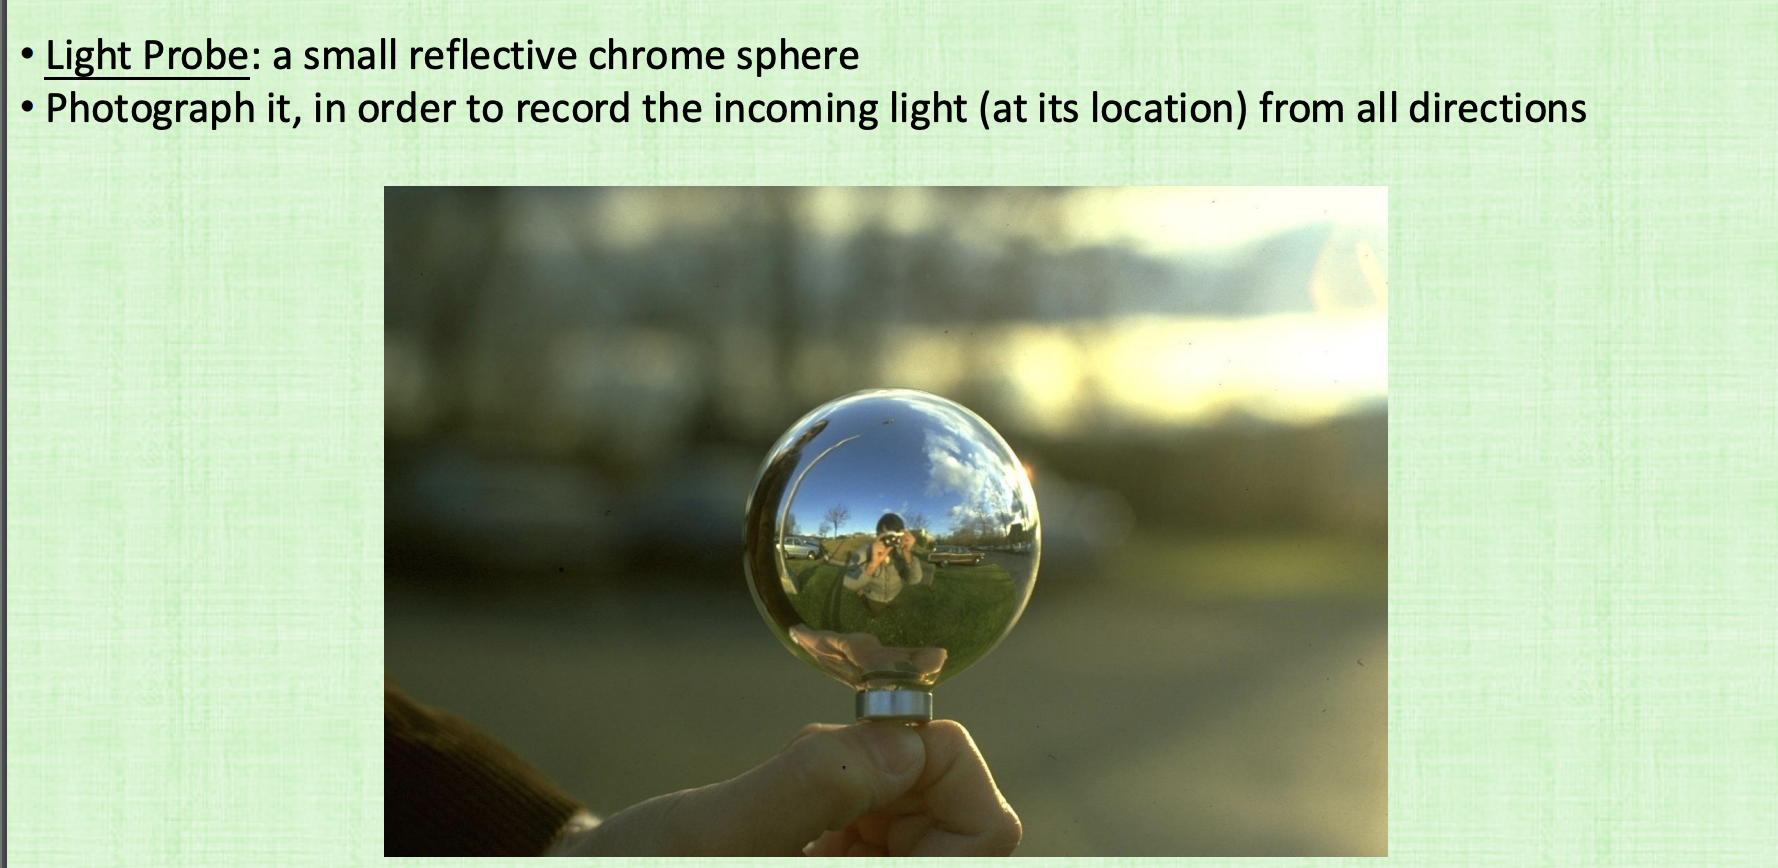 • Light Probe: a small reflective chrome sphere
• Photograph it, in order to record the incoming light (at its location) from all directions